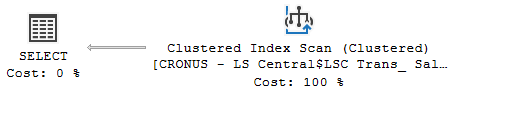 SELECT
Cost: 0 %
Clustered Index Scan (Clustered)
[CRONUS - LS Central$LSC Trans_ Sal…
Cost: 100 %